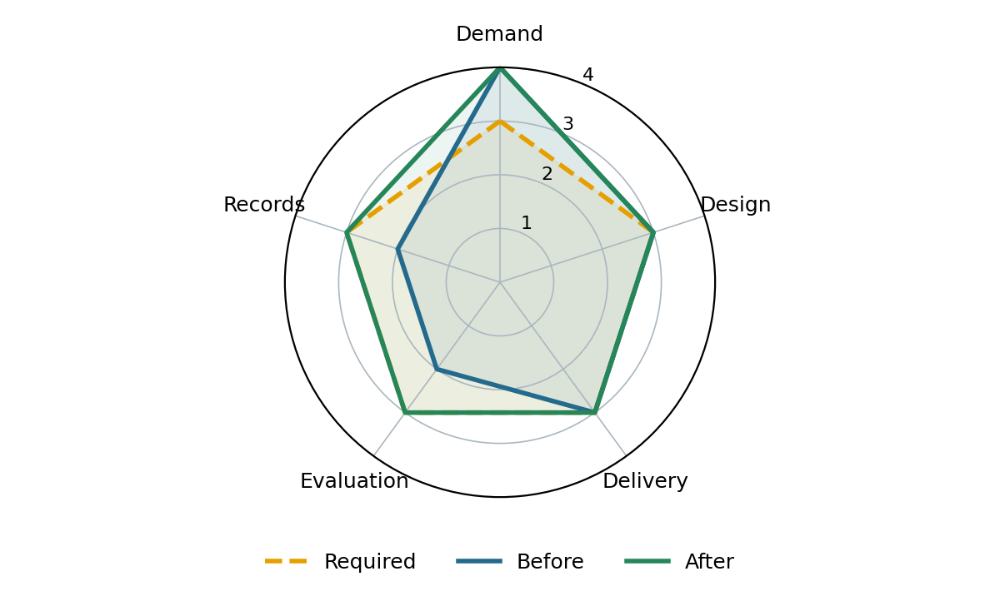 Demand
4
3
2
1
Records
Design
Evaluation
Delivery
Required
Before
After